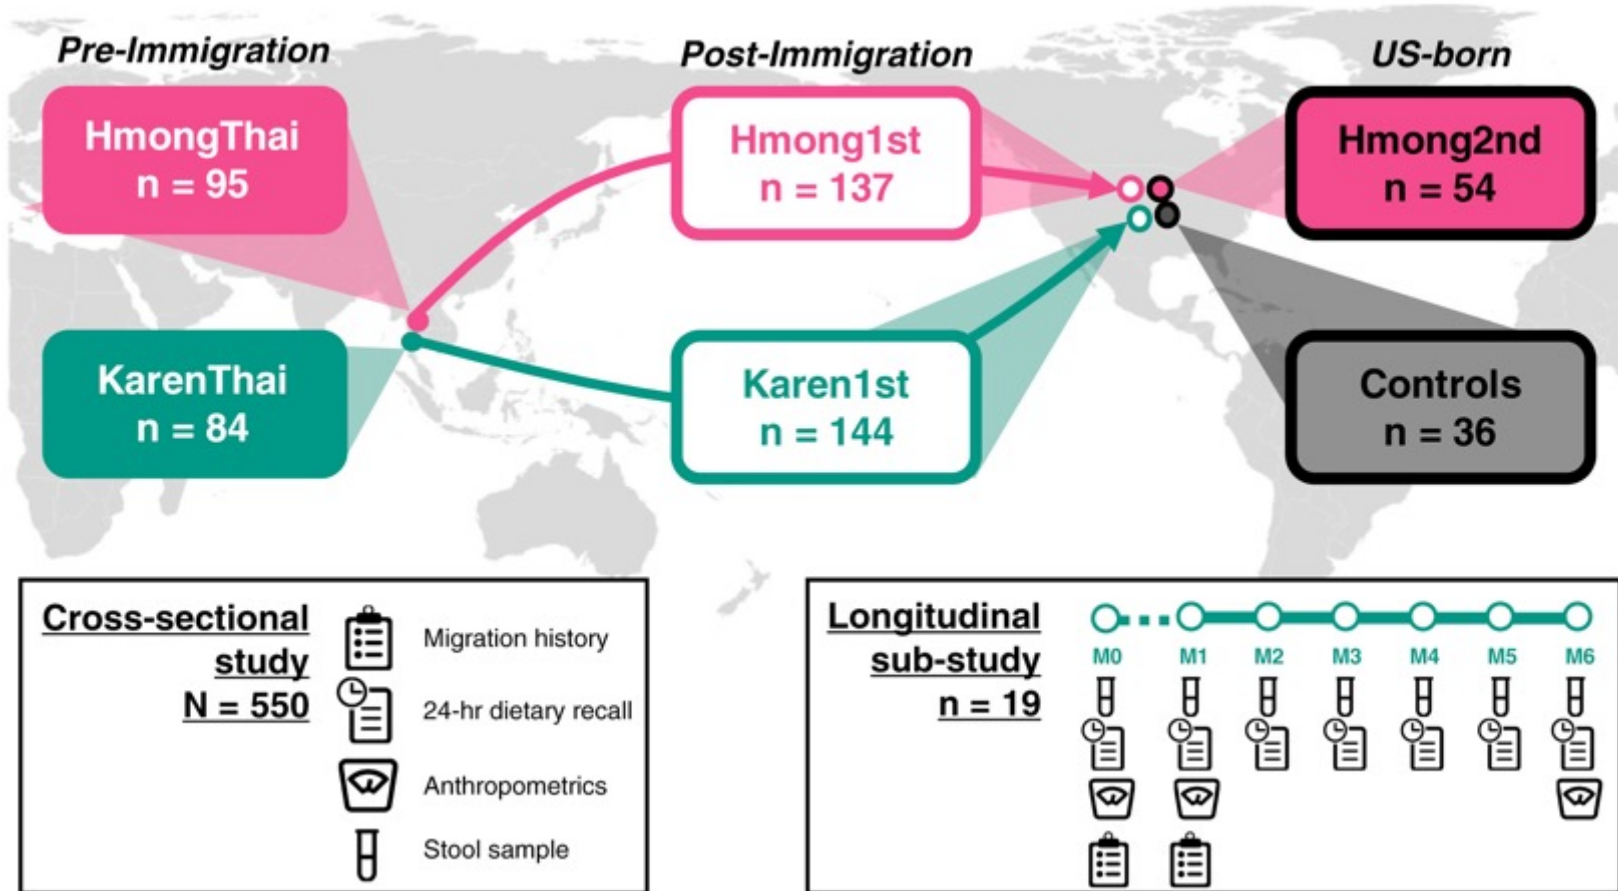 Pre-Immigration
Post-Immigration
US-born
HmongThai
n = 95
Hmong1st
n = 137
Hmong2nd
n = 54
KarenThai
n = 84
Karen1st
n = 144
Controls
n = 36
Cross-sectional
study
N = 550
Migration history
24-hr dietary recall
Anthropometrics
Stool sample
Longitudinal
sub-study
n = 19
M0 M1 M2 M3 M4 M5 M6